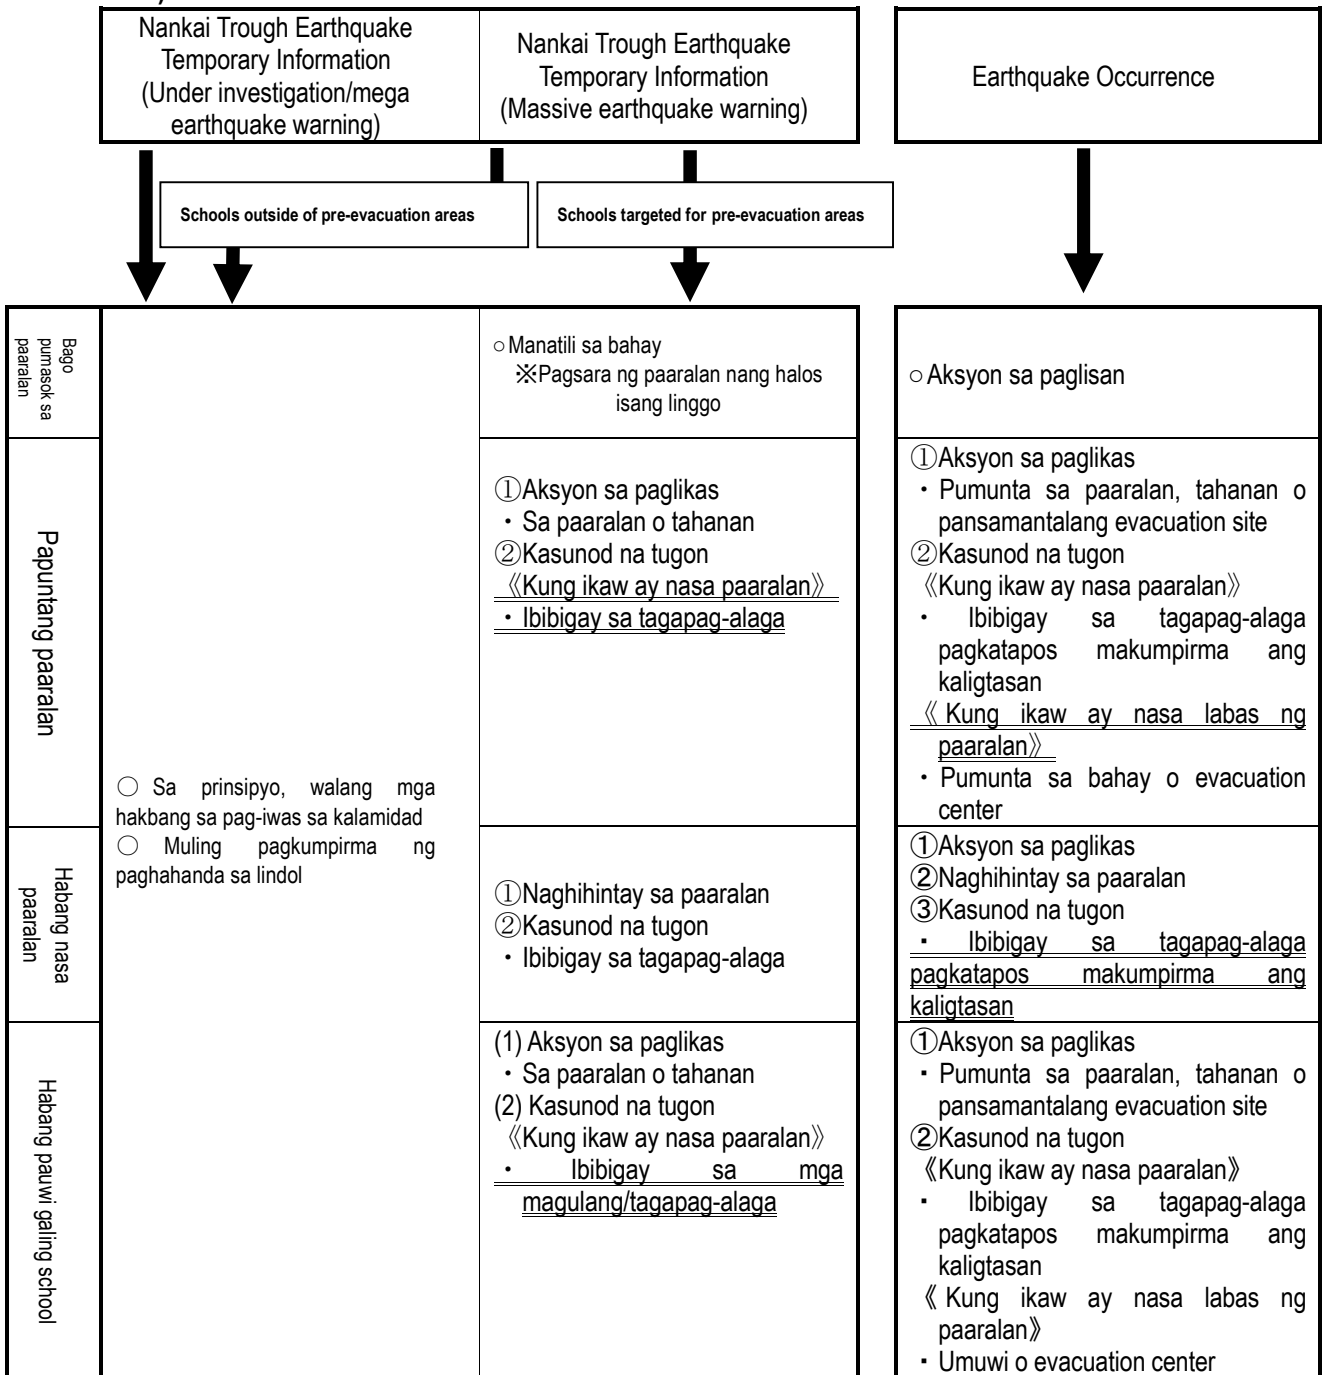 Nankai Trough Earthquake
Temporary Information
(Under investigation/mega
earthquake warning)
Nankai Trough Earthquake
Temporary Information
(Massive earthquake warning)
Earthquake Occurrence
Schools outside of pre-evacuation areas
Schools targeted for pre-evacuation areas
Bago
pumasok sa
paaralan
○Manatili sa bahay
※Pagsara ng paaralan nang halos
isang linggo
○Aksyon sa paglisan
Papuntang paaralan
○ Sa prinsipyo, walang mga
hakbang sa pag-iwas sa kalamidad
○ Muling pagkumpirma ng
paghahanda sa lindol
①Aksyon sa paglikas
・Sa paaralan o tahanan
②Kasunod na tugon
《Kung ikaw ay nasa paaralan》
・Ibibigay sa tagapag-alaga
①Aksyon sa paglikas
・Pumunta sa paaralan, tahanan o
pansamantalang evacuation site
②Kasunod na tugon
《Kung ikaw ay nasa paaralan》
・ Ibibigay sa tagapag-alaga
pagkatapos makumpirma ang
kaligtasan
《Kung ikaw ay nasa labas ng
paaralan》
・Pumunta sa bahay o evacuation
center
Habang nasa
paaralan
①Naghihintay sa paaralan
②Kasunod na tugon
・Ibibigay sa tagapag-alaga
①Aksyon sa paglikas
②Naghihintay sa paaralan
③Kasunod na tugon
・ Ibibigay sa tagapag-alaga
pagkatapos makumpirma ang
kaligtasan
Habang pauwi galing school
(1) Aksyon sa paglikas
・Sa paaralan o tahanan
(2) Kasunod na tugon
《Kung ikaw ay nasa paaralan》
・ Ibibigay sa mga
magulang/tagapag-alaga
①Aksyon sa paglikas
・Pumunta sa paaralan, tahanan o
pansamantalang evacuation site
②Kasunod na tugon
《Kung ikaw ay nasa paaralan》
・ Ibibigay sa tagapag-alaga
pagkatapos makumpirma ang
kaligtasan
《Kung ikaw ay nasa labas ng
paaralan》
・Umuwi o evacuation center